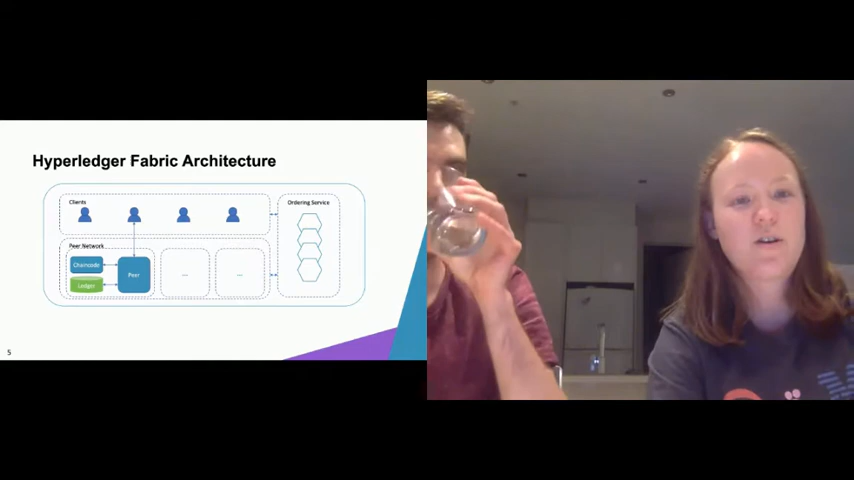 Hyperledger Fabric Architecture
Clients
Ordering Service
Peer Network
Chaincode
Peer
...
...
Ledger
5